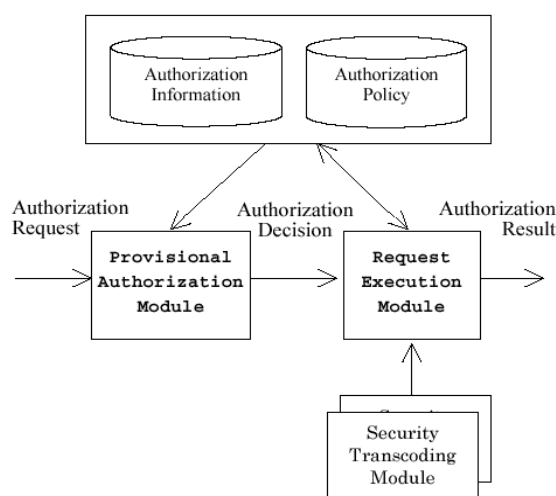 Authorization
Information
Authorization
Policy
Authorization
Request
Authorization
Decision
Authorization
Result
Provisional
Authorization
Module
Request
Execution
Module
Security
Transcoding
Module